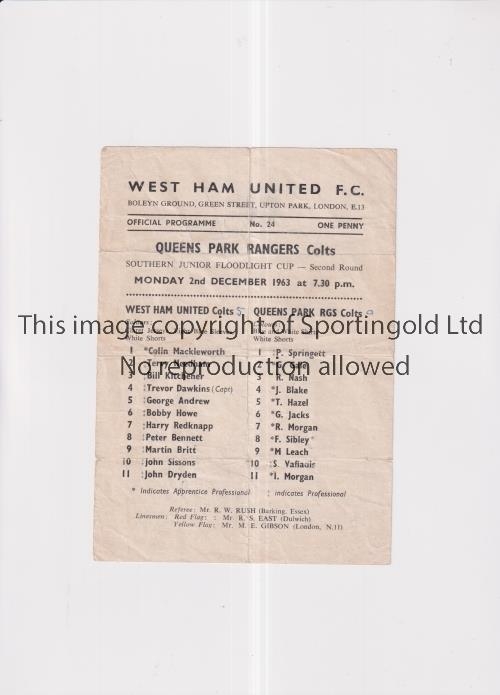 WEST HAM UNITED F.C.
BOLEYN GROUND, GREEN STREET, UPTON PARK, LONDON, E.13
OFFICIAL PROGRAMME No. 24 ONE PENNY
QUEENS PARK RANGERS Colts
SOUTHERN JUNIOR FLOODLIGHT CUP — Second Round
MONDAY 2nd DECEMBER 1963 at 7.30 p.m.
WEST HAM UNITED Colts 5
QUEENS PARK RGS Colts 0
This image copyright of Sportingold Ltd
White Shorts
White Shorts
1 *Colin Mackleworth
1 :P. Springett
No reproduction allowed
3 Bill Kitchener
3 R. Nash
4 :Trevor Dawkins (Capt)
4 *J. Blake
5 :George Andrew
5 *T. Hazel
6 :Bobby Howe
6 *G. Jacks
7 :Harry Redknapp
7 *R. Morgan
8 :Peter Bennett
8 *F. Sibley
9 :Martin Britt
9 *M Leach
10 :John Sissons
10 :S. Vafiauis
11 :John Dryden
11 *I. Morgan
* Indicates Apprentice Professional : indicates Professional
Referee: Mr. R. W. RUSH (Barking, Essex)
Linesmen: Red Flag: : Mr. R. S. EAST (Dulwich)
Yellow Flag: Mr. M. E. GIBSON (London, N.11)